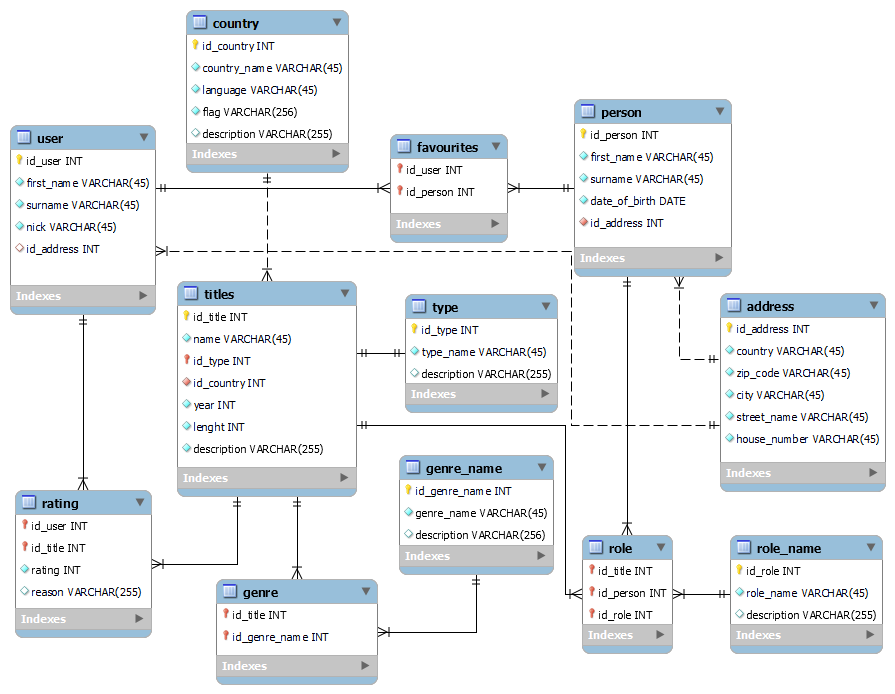 country
id_country INT
country_name VARCHAR(45)
language VARCHAR(45)
flag VARCHAR(256)
description VARCHAR(255)
Indexes
user
id_user INT
first_name VARCHAR(45)
surname VARCHAR(45)
nick VARCHAR(45)
id_address INT
Indexes
favourites
id_user INT
id_person INT
Indexes
person
id_person INT
first_name VARCHAR(45)
surname VARCHAR(45)
date_of_birth DATE
id_address INT
Indexes
titles
id_title INT
name VARCHAR(45)
id_type INT
id_country INT
year INT
lenght INT
description VARCHAR(255)
Indexes
type
id_type INT
type_name VARCHAR(45)
description VARCHAR(255)
Indexes
address
id_address INT
country VARCHAR(45)
zip_code VARCHAR(45)
city VARCHAR(45)
street_name VARCHAR(45)
house_number VARCHAR(45)
Indexes
genre_name
id_genre_name INT
genre_name VARCHAR(45)
description VARCHAR(256)
Indexes
rating
id_user INT
id_title INT
rating INT
reason VARCHAR(255)
Indexes
genre
id_title INT
id_genre_name INT
Indexes
role
id_title INT
id_person INT
id_role INT
Indexes
role_name
id_role INT
role_name VARCHAR(45)
description VARCHAR(255)
Indexes